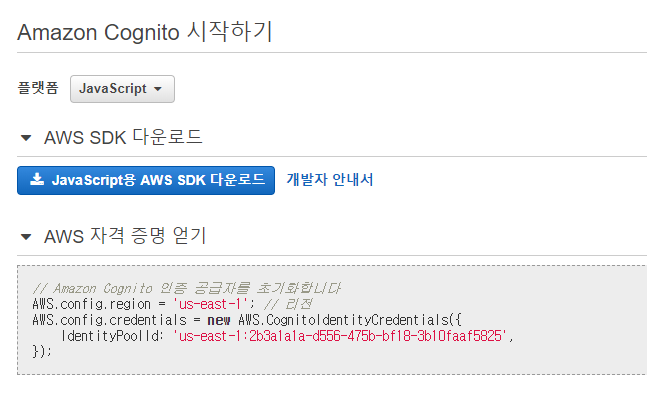 Amazon Cognito 시작하기
플랫폼 JavaScript
AWS SDK 다운로드
JavaScript용 AWS SDK 다운로드 개발자 안내서
AWS 자격 증명 얻기
// Amazon Cognito 인증 공급자를 초기화합니다
AWS.config.region = 'us-east-1'; // 리전
AWS.config.credentials = new AWS.CognitoIdentityCredentials({
IdentityPoolId: 'us-east-1:2b3a1a1a-d556-475b-bf18-3b10faaf5825',
});